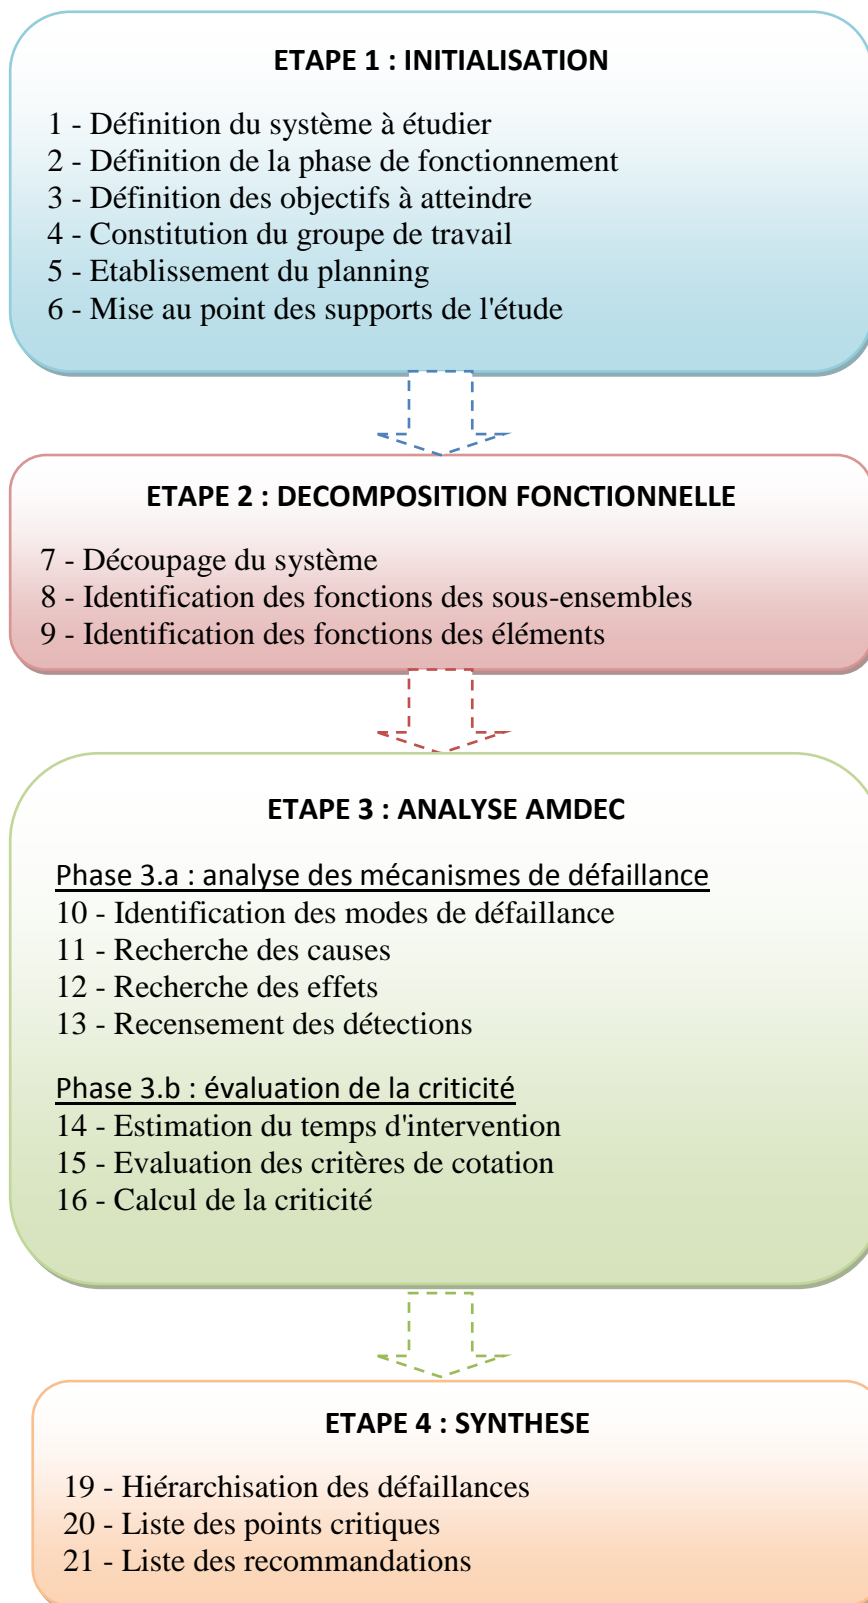 ETAPE 1 : INITIALISATION
1 - Définition du système à étudier
2 - Définition de la phase de fonctionnement
3 - Définition des objectifs à atteindre
4 - Constitution du groupe de travail
5 - Etablissement du planning
6 - Mise au point des supports de l'étude
ETAPE 2 : DECOMPOSITION FONCTIONNELLE
7 - Découpage du système
8 - Identification des fonctions des sous-ensembles
9 - Identification des fonctions des éléments
ETAPE 3 : ANALYSE AMDEC
Phase 3.a : analyse des mécanismes de défaillance
10 - Identification des modes de défaillance
11 - Recherche des causes
12 - Recherche des effets
13 - Recensement des détections
Phase 3.b : évaluation de la criticité
14 - Estimation du temps d'intervention
15 - Evaluation des critères de cotation
16 - Calcul de la criticité
ETAPE 4 : SYNTHESE
19 - Hiérarchisation des défaillances
20 - Liste des points critiques
21 - Liste des recommandations